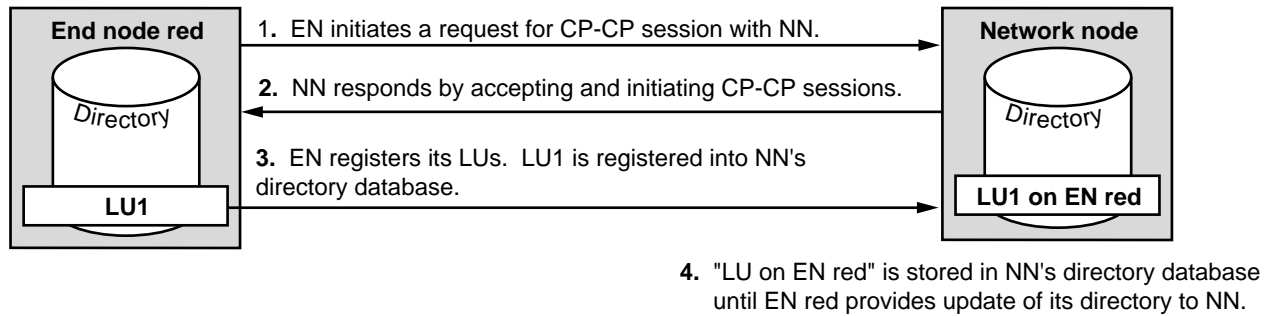 End node red
Directory
LU1
1. EN initiates a request for CP-CP session with NN.
2. NN responds by accepting and initiating CP-CP sessions.
3. EN registers its LUs. LU1 is registered into NN's
directory database.
Network node
Directory
LU1 on EN red
4. "LU on EN red" is stored in NN's directory database
until EN red provides update of its directory to NN.